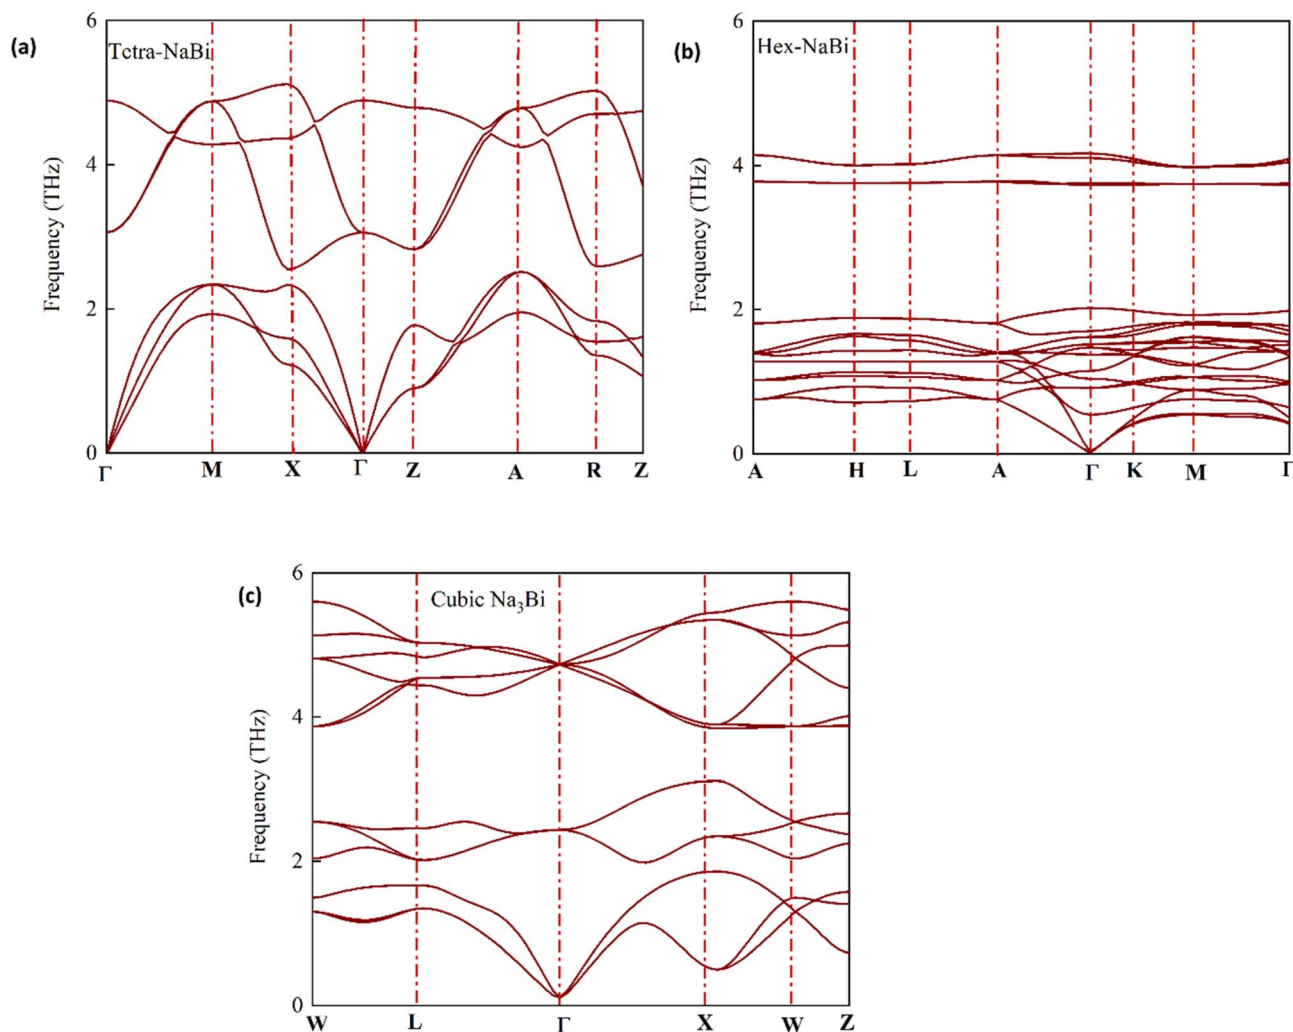 (a)
Tetra-NaBi
6
4
2
0
Frequency (THz)
Γ M X Γ Z A R Z
(b)
Hex-NaBi
6
4
2
0
Frequency (THz)
A H L A Γ K M Γ
(c)
Cubic Na₃Bi
6
4
2
0
Frequency (THz)
W L Γ X W Z